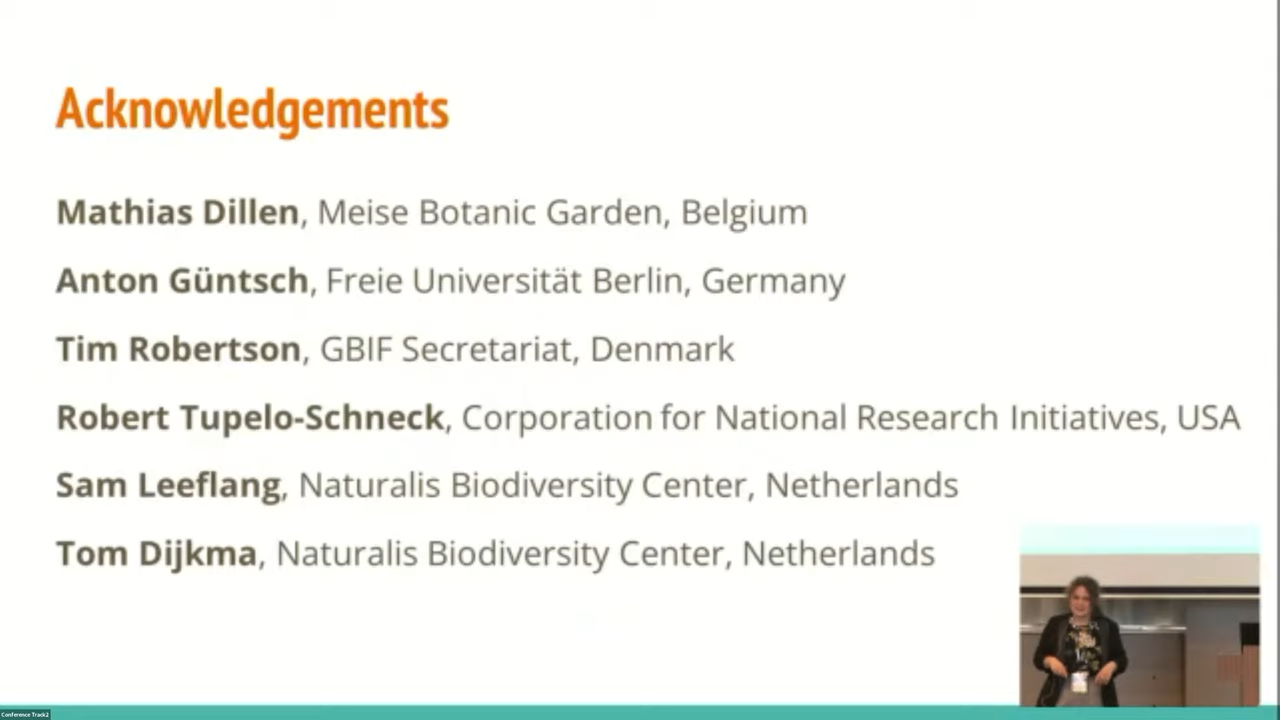 Acknowledgements
Mathias Dillen, Meise Botanic Garden, Belgium
Anton Güntsch, Freie Universität Berlin, Germany
Tim Robertson, GBIF Secretariat, Denmark
Robert Tupelo-Schneck, Corporation for National Research Initiatives, USA
Sam Leeflang, Naturalis Biodiversity Center, Netherlands
Tom Dijkma, Naturalis Biodiversity Center, Netherlands
Conference Track2